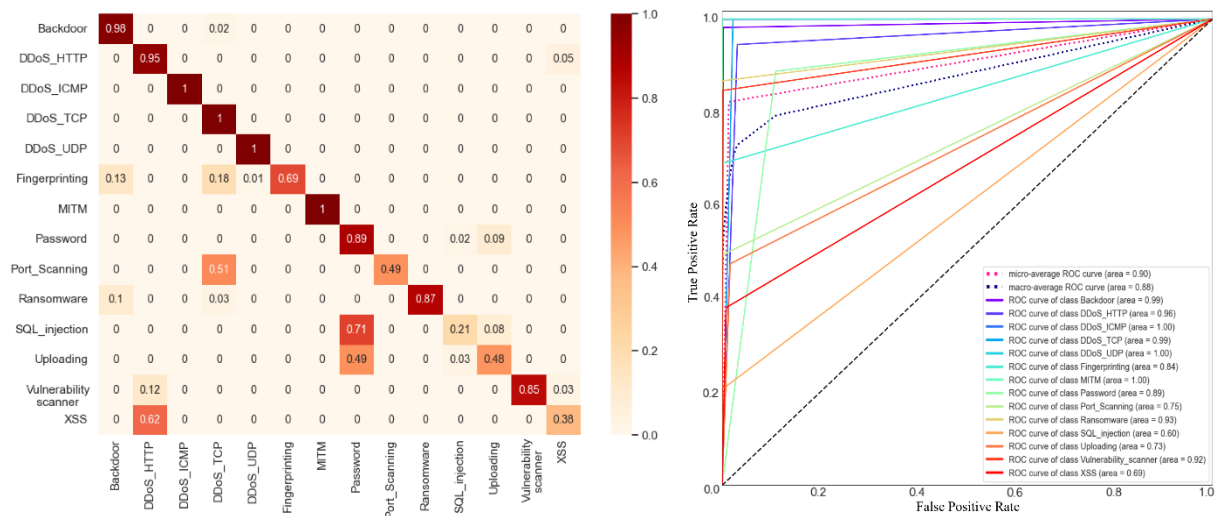 Backdoor 0.98 0 0 0.02 0 0 0 0 0 0 0 0 0 0
DDoS_HTTP 0 0.95 0 0 0 0 0 0 0 0 0 0 0 0.05
DDoS_ICMP 0 0 1 0 0 0 0 0 0 0 0 0 0 0
DDoS_TCP 0 0 0 1 0 0 0 0 0 0 0 0 0 0
DDoS_UDP 0 0 0 0 1 0 0 0 0 0 0 0 0 0
Fingerprinting 0.13 0 0 0.18 0.01 0.69 0 0 0 0 0 0 0 0
MITM 0 0 0 0 0 0 1 0 0 0 0 0 0 0
Password 0 0 0 0 0 0 0 0.89 0 0 0.02 0.09 0 0
Port_Scanning 0 0 0 0.51 0 0 0 0 0.49 0 0 0 0 0
Ransomware 0.1 0 0 0.03 0 0 0 0 0 0.87 0 0 0 0
SQL_injection 0 0 0 0 0 0 0 0.71 0 0 0.21 0.08 0 0
Uploading 0 0 0 0 0 0 0 0.49 0 0 0.03 0.48 0 0
Vulnerability
scanner 0 0.12 0 0 0 0 0 0 0 0 0 0 0.85 0.03
XSS 0 0.62 0 0 0 0 0 0 0 0 0 0 0 0.38
Backdoor
DDoS_HTTP
DDoS_ICMP
DDoS_TCP
DDoS_UDP
Fingerprinting
MITM
Password
Port_Scanning
Ransomware
SQL_injection
Uploading
Vulnerability
scanner
XSS
1.0
0.8
0.6
0.4
0.2
0.0
1.0
0.8
0.6
0.4
0.2
0.0
True Positive Rate
micro-average ROC curve (area = 0.90)
macro-average ROC curve (area = 0.88)
ROC curve of class Backdoor (area = 0.99)
ROC curve of class DDoS_HTTP (area = 0.96)
ROC curve of class DDoS_ICMP (area = 1.00)
ROC curve of class DDoS_TCP (area = 0.99)
ROC curve of class DDoS_UDP (area = 1.00)
ROC curve of class Fingerprinting (area = 0.84)
ROC curve of class MITM (area = 1.00)
ROC curve of class Password (area = 0.89)
ROC curve of class Port_Scanning (area = 0.75)
ROC curve of class Ransomware (area = 0.93)
ROC curve of class SQL_injection (area = 0.60)
ROC curve of class Uploading (area = 0.73)
ROC curve of class Vulnerability_scanner (area = 0.92)
ROC curve of class XSS (area = 0.69)
0.2 0.4 0.6 0.8 1.0
False Positive Rate